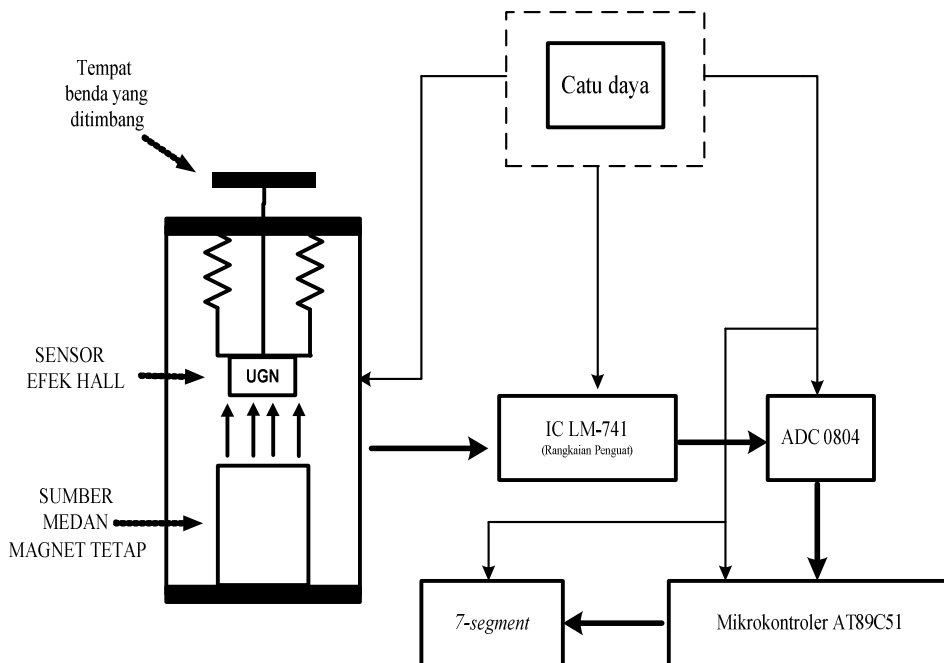 Tempat
benda yang
ditimbang
Catu daya
SENSOR
EFEK HALL
UGN
IC LM-741
(Rangkaian Penguat)
ADC 0804
SUMBER
MEDAN
MAGNET TETAP
7-segment
Mikrokontroler AT89C51